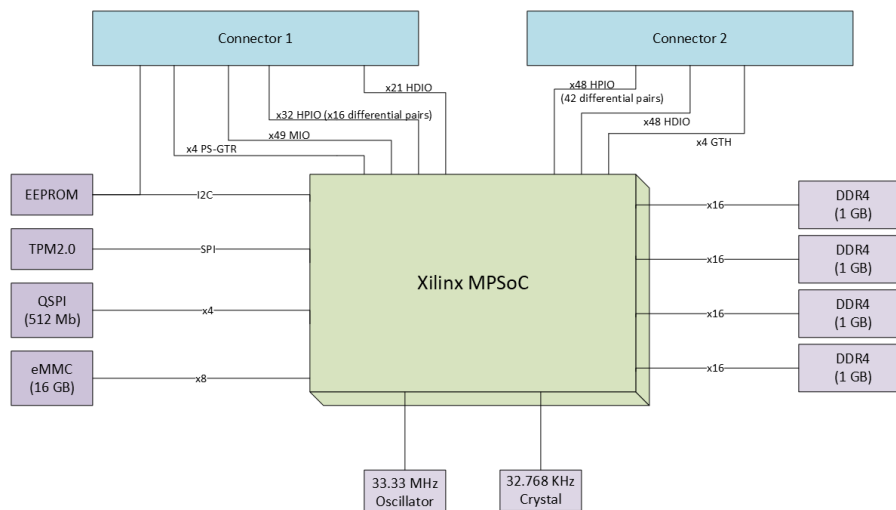 Connector 1
Connector 2
x21 HDIO
x48 HPIO
(42 differential pairs)
x32 HPIO (x16 differential pairs)
x48 HDIO
x49 MIO
x4 GTH
x4 PS-GTR
EEPROM
I2C
TPM2.0
SPI
QSPI
(512 Mb)
x4
eMMC
(16 GB)
x8
Xilinx MPSoC
x16
DDR4
(1 GB)
x16
DDR4
(1 GB)
x16
DDR4
(1 GB)
x16
DDR4
(1 GB)
33.33 MHz
Oscillator
32.768 KHz
Crystal